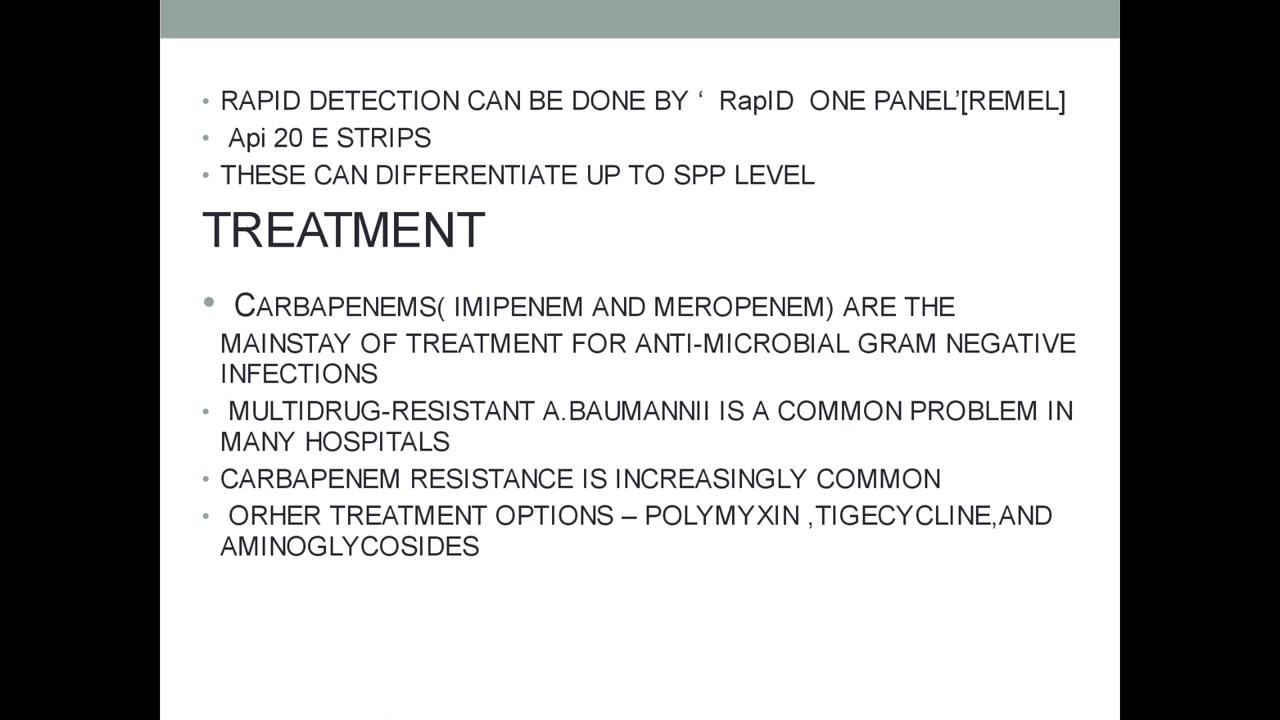 • RAPID DETECTION CAN BE DONE BY ‘ RapID ONE PANEL’[REMEL]
• Api 20 E STRIPS
• THESE CAN DIFFERENTIATE UP TO SPP LEVEL
TREATMENT
• CARBAPENEMS( IMIPENEM AND MEROPENEM) ARE THE
MAINSTAY OF TREATMENT FOR ANTI-MICROBIAL GRAM NEGATIVE
INFECTIONS
• MULTIDRUG-RESISTANT A.BAUMANNII IS A COMMON PROBLEM IN
MANY HOSPITALS
• CARBAPENEM RESISTANCE IS INCREASINGLY COMMON
• ORHER TREATMENT OPTIONS – POLYMYXIN ,TIGECYCLINE,AND
AMINOGLYCOSIDES